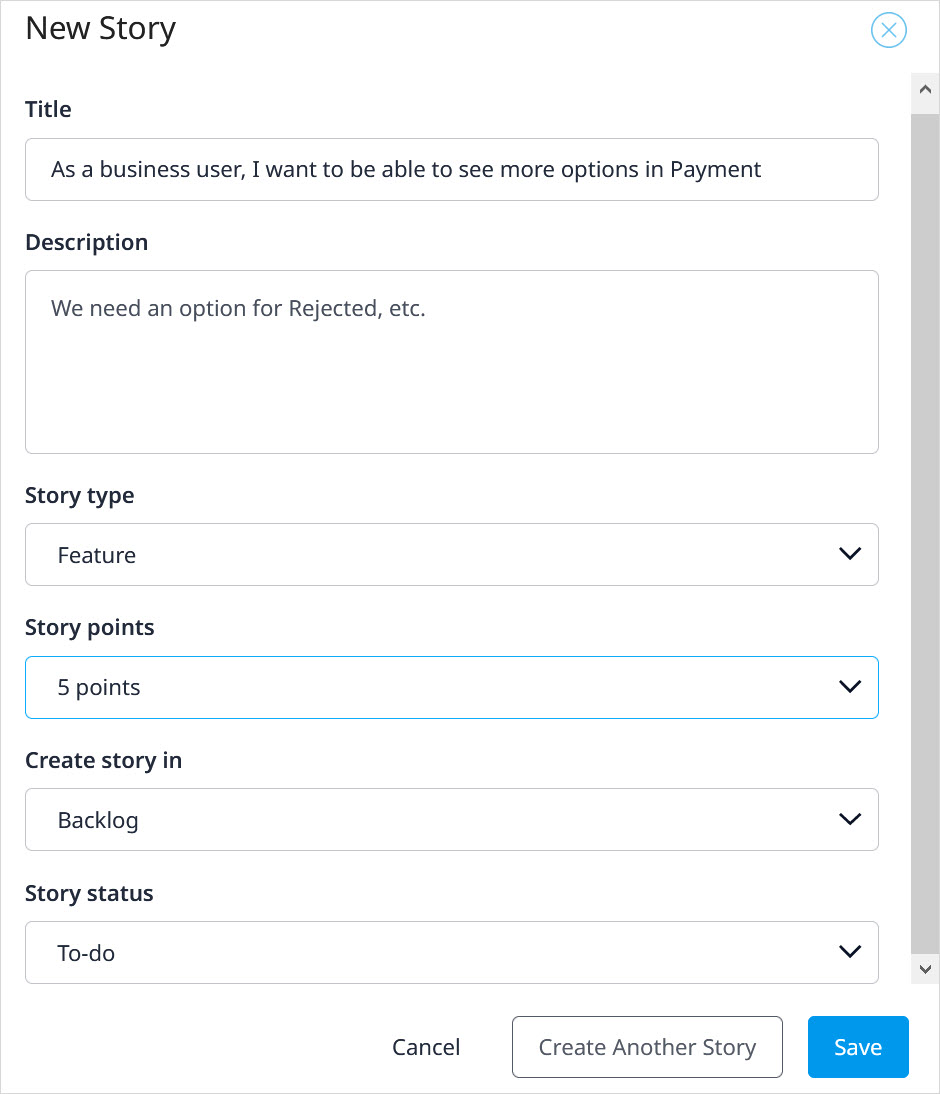 New Story
Title
As a business user, I want to be able to see more options in Payment
Description
We need an option for Rejected, etc.
Story type
Feature
Story points
5 points
Create story in
Backlog
Story status
To-do
Cancel
Create Another Story
Save